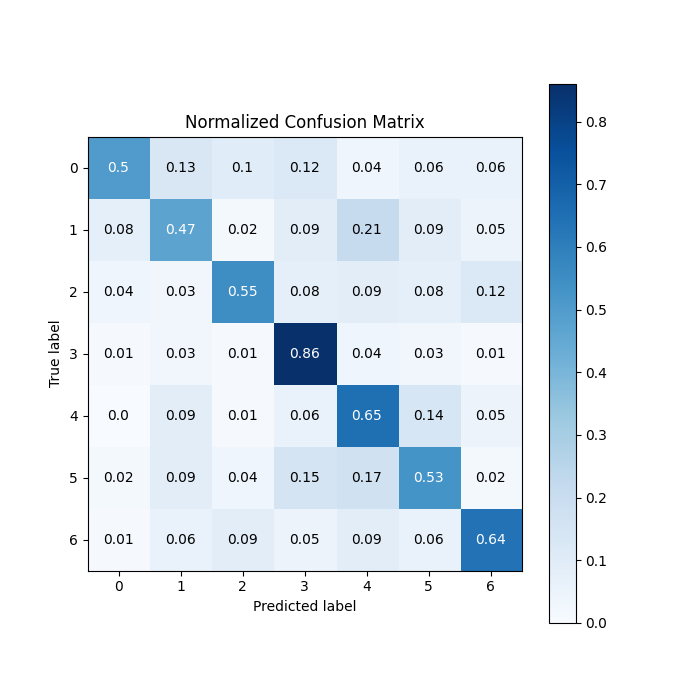 Normalized Confusion Matrix
0 0.5 0.13 0.1 0.12 0.04 0.06 0.06
1 0.08 0.47 0.02 0.09 0.21 0.09 0.05
2 0.04 0.03 0.55 0.08 0.09 0.08 0.12
3 0.01 0.03 0.01 0.86 0.04 0.03 0.01
4 0.0 0.09 0.01 0.06 0.65 0.14 0.05
5 0.02 0.09 0.04 0.15 0.17 0.53 0.02
6 0.01 0.06 0.09 0.05 0.09 0.06 0.64
0 1 2 3 4 5 6
Predicted label
True label
0.8
0.7
0.6
0.5
0.4
0.3
0.2
0.1
0.0